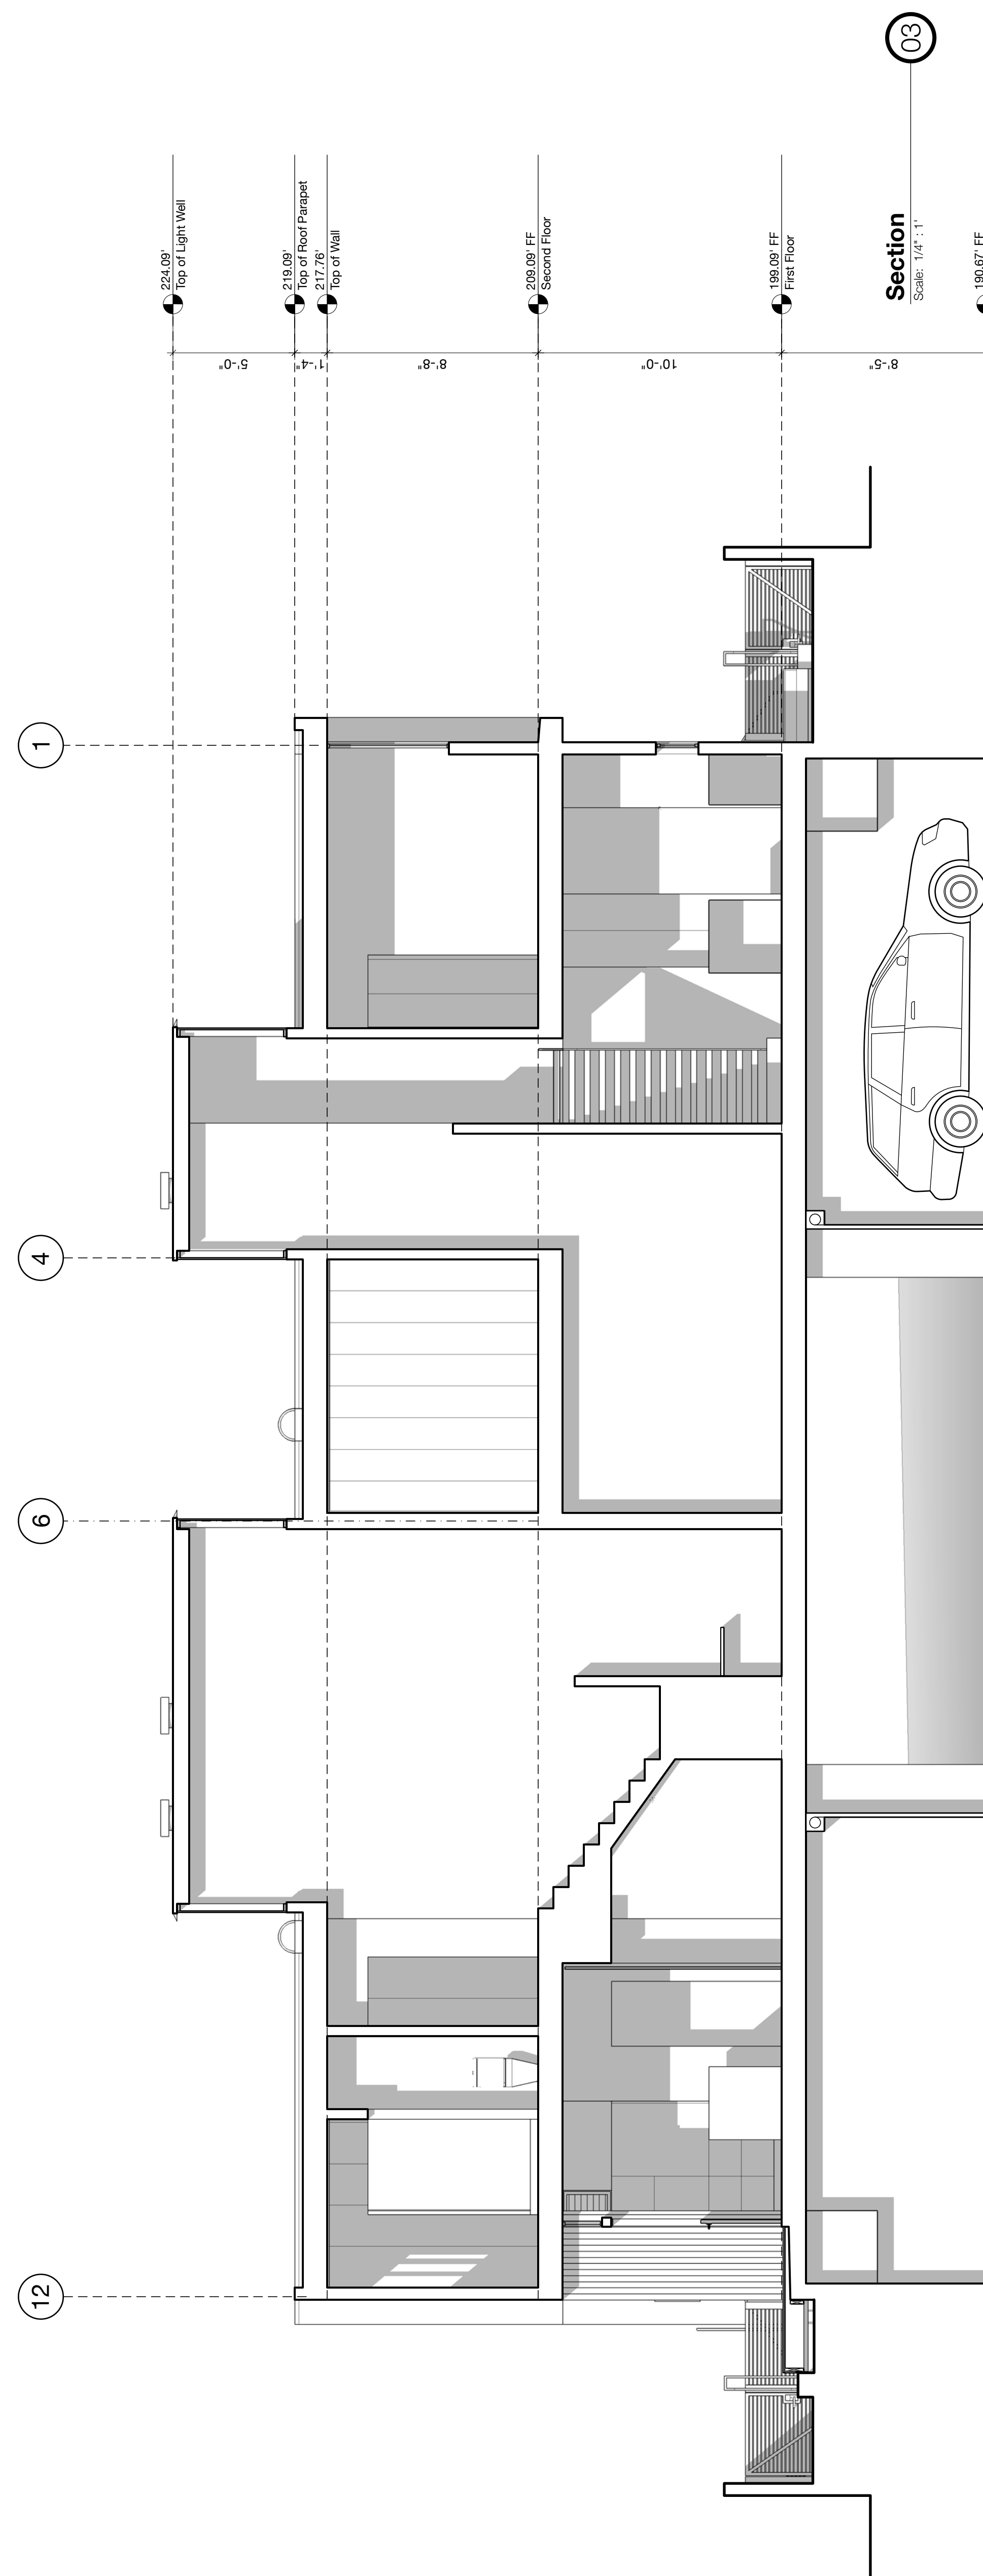 12
6
4
1
224.09'
Top of Light Well
219.09'
Top of Roof Parapet
217.76'
Top of Wall
209.09' FF
Second Floor
199.09' FF
First Floor
190.67' FF
5'-0"
1'-4"
8'-8"
10'-0"
8'-5"
Section
Scale: 1/4" : 1'
03